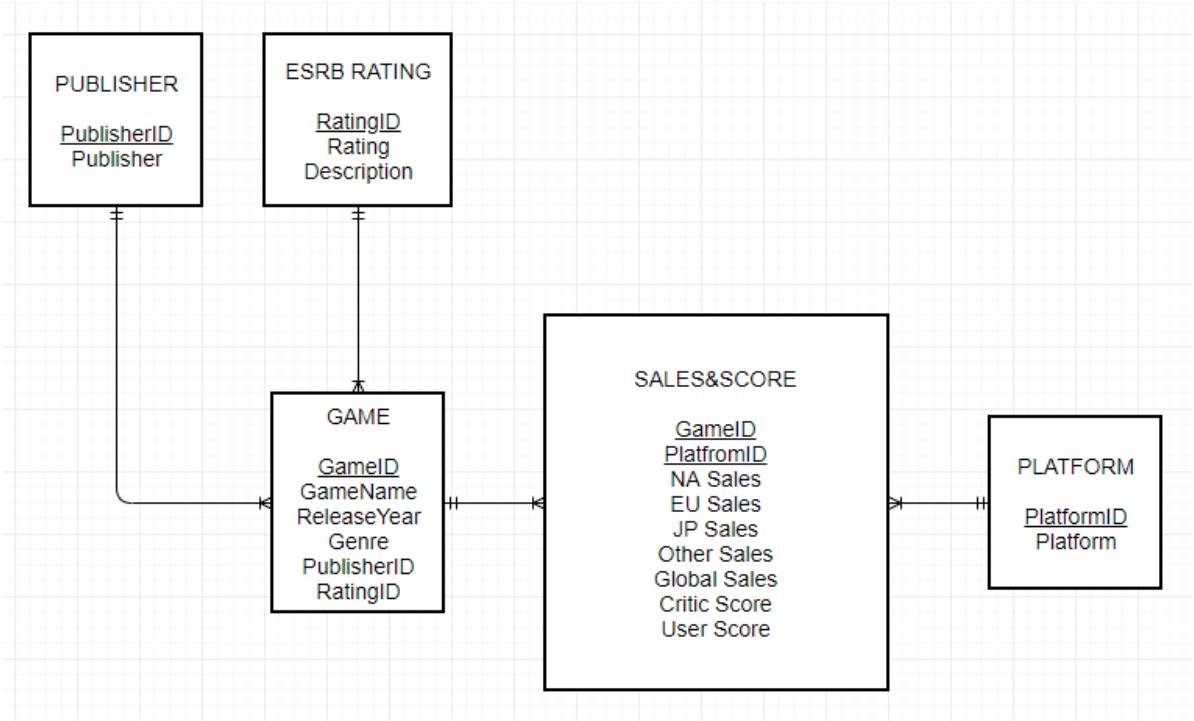 PUBLISHER
PublisherID
Publisher
ESRB RATING
RatingID
Rating
Description
GAME
GameID
GameName
ReleaseYear
Genre
PublisherID
RatingID
SALES&SCORE
GameID
PlatfromID
NA Sales
EU Sales
JP Sales
Other Sales
Global Sales
Critic Score
User Score
PLATFORM
PlatformID
Platform